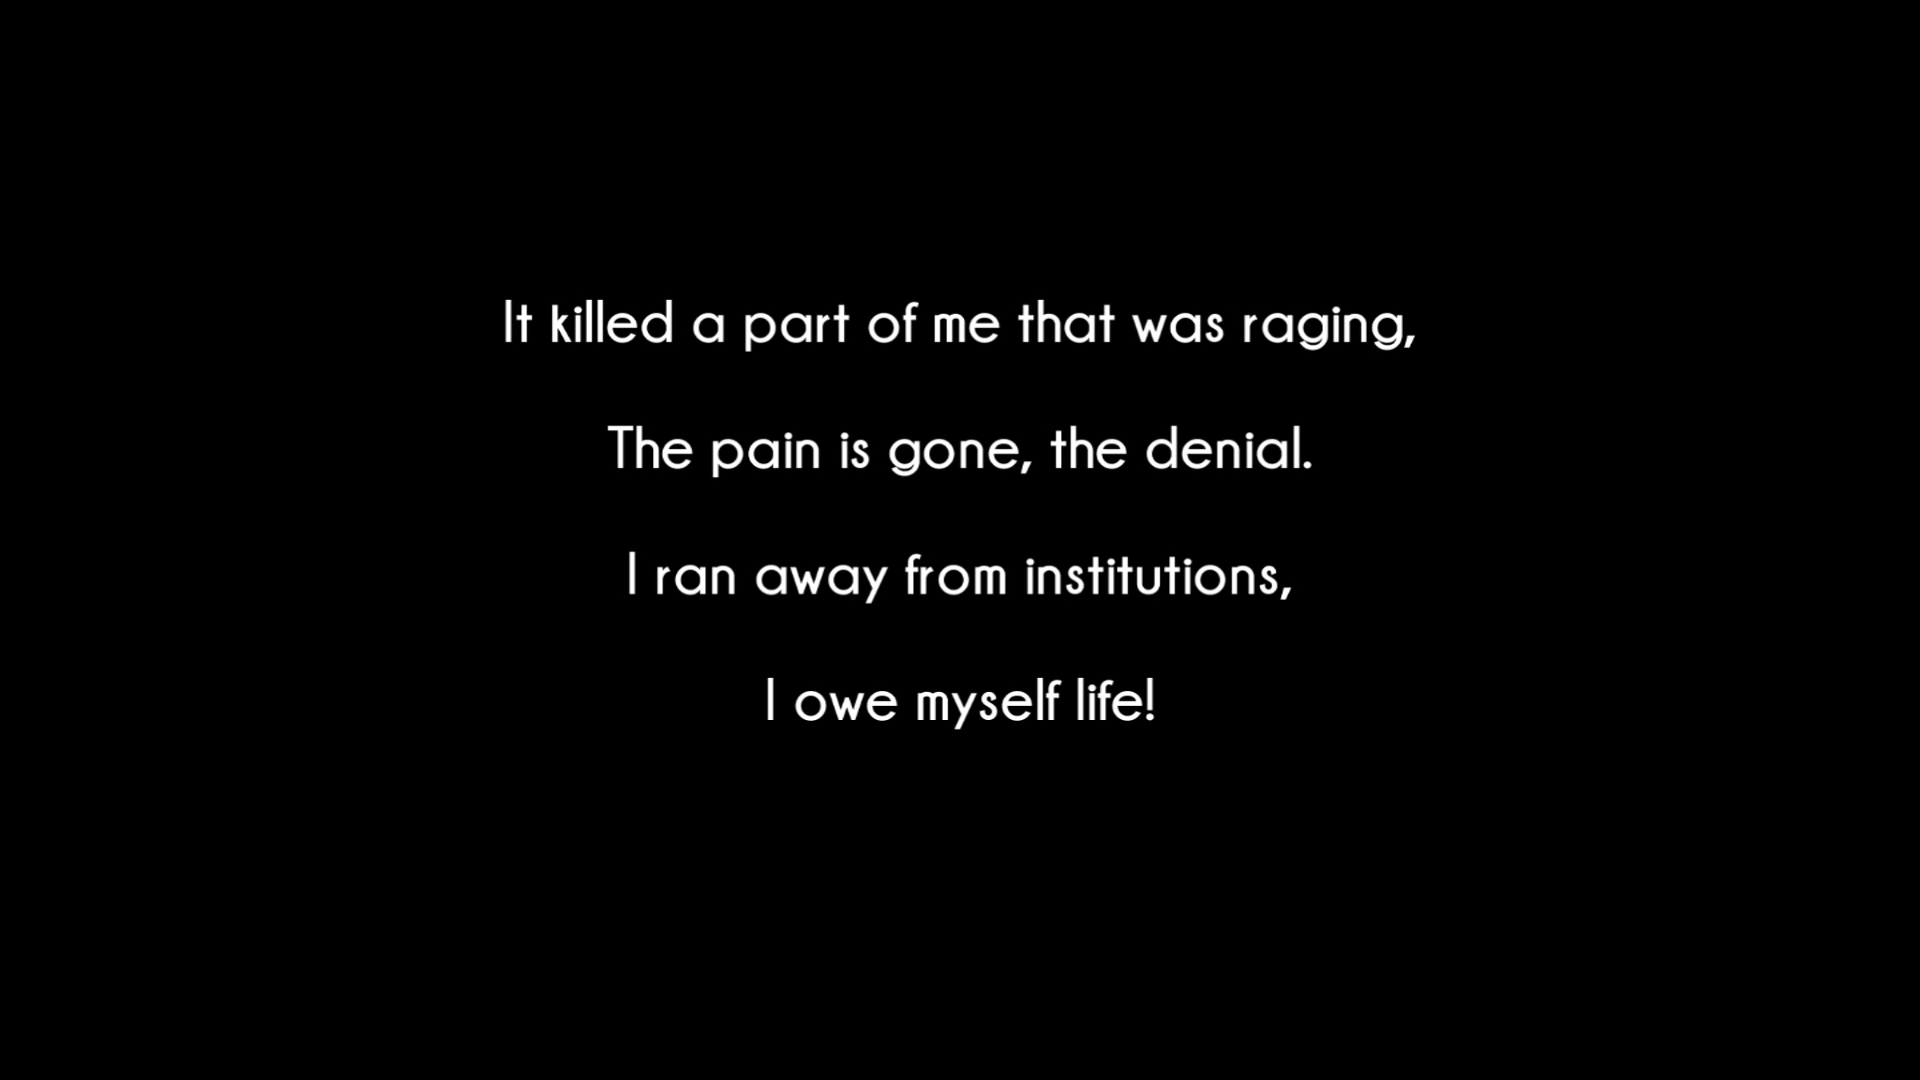 It killed a part of me that was raging,
The pain is gone, the denial.
I ran away from institutions,
I owe myself life!